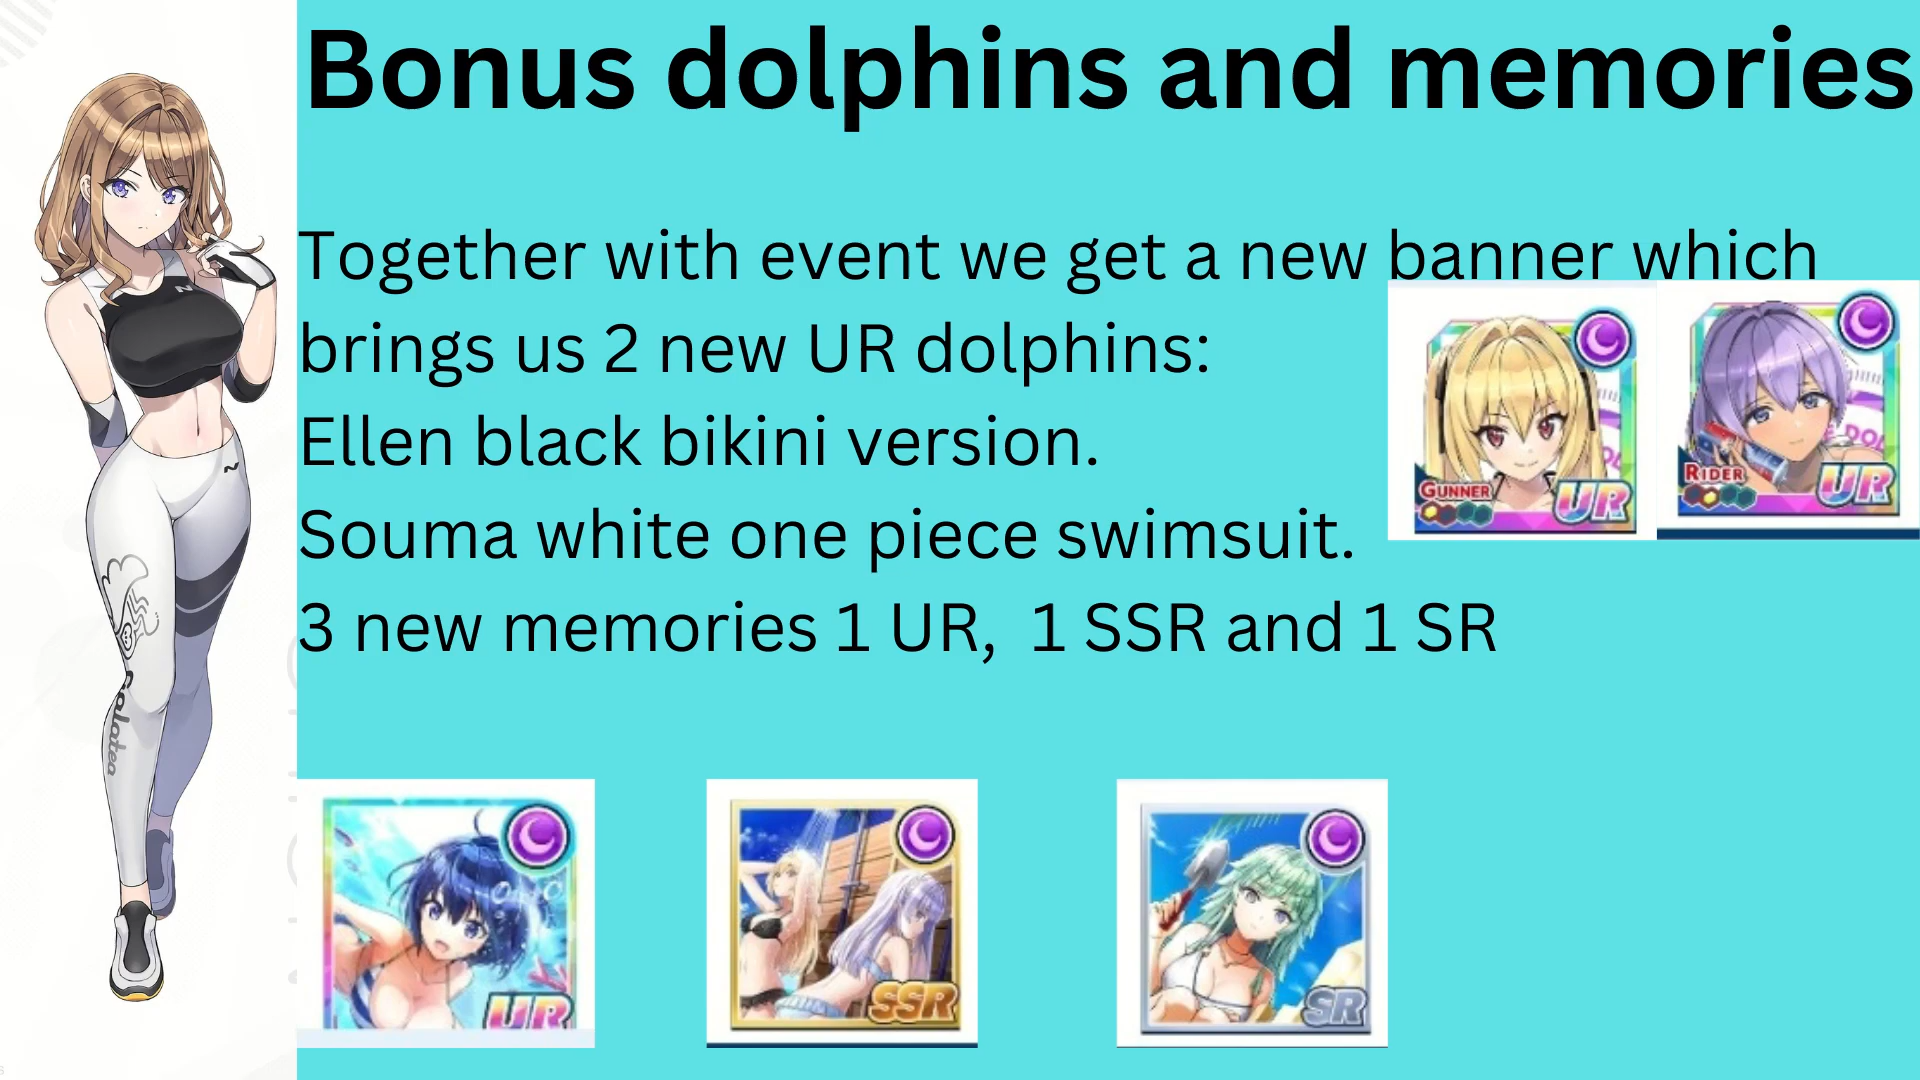 Bonus dolphins and memories
Together with event we get a new banner which
brings us 2 new UR dolphins:
Ellen black bikini version.
Souma white one piece swimsuit.
3 new memories 1 UR, 1 SSR and 1 SR
GUNNER
UR
RIDER
UR
Galatea
N
UR
SSR
SR